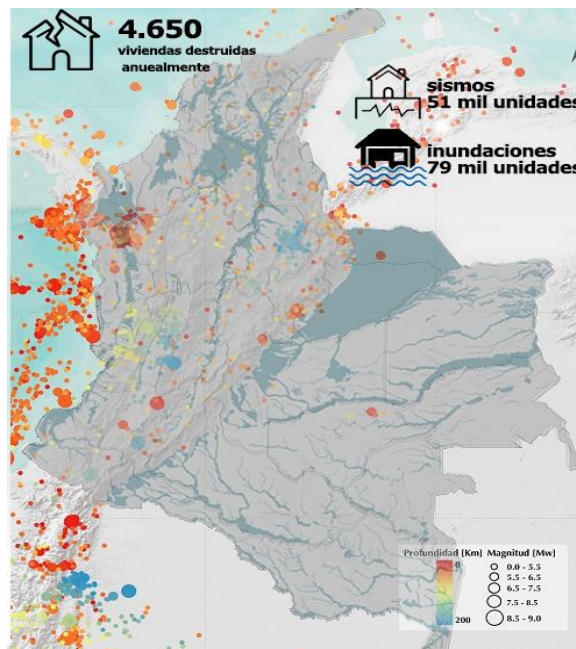 4.650
viviendas destruidas
anuealmente
sismos
51 mil unidades
inundaciones
79 mil unidades
Profundidad [Km] Magnitud [Mw]
0
200
0.0 - 5.5
5.5 - 6.5
6.5 - 7.5
7.5 - 8.5
8.5 - 9.0